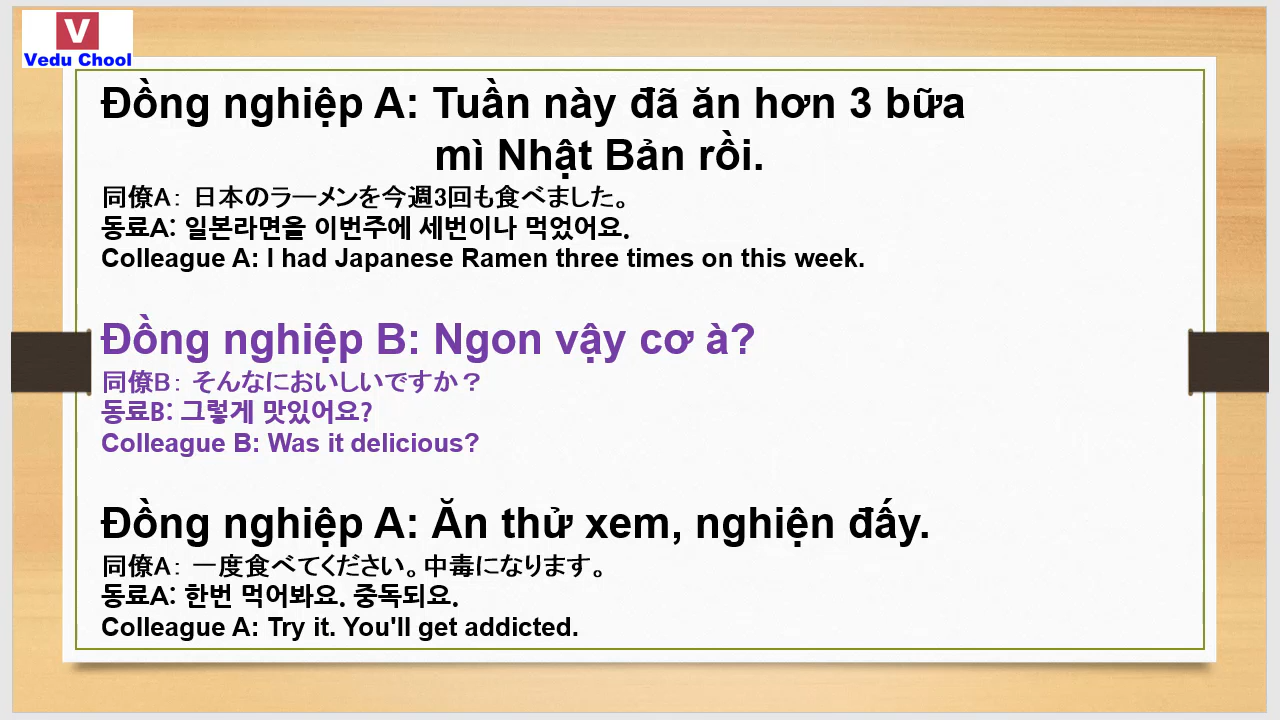 V
Vedu Chool
Đồng nghiệp A: Tuần này đã ăn hơn 3 bữa
mì Nhật Bản rồi.
同僚A： 日本のラーメンを今週3回も食べました。
동료A: 일본라면을 이번주에 세번이나 먹었어요.
Colleague A: I had Japanese Ramen three times on this week.
Đồng nghiệp B: Ngon vậy cơ à?
同僚B： そんなにおいしいですか？
동료B: 그렇게 맛있어요?
Colleague B: Was it delicious?
Đồng nghiệp A: Ăn thử xem, nghiện đấy.
同僚A： 一度食べてください。中毒になります。
동료A: 한번 먹어봐요. 중독되요.
Colleague A: Try it. You'll get addicted.